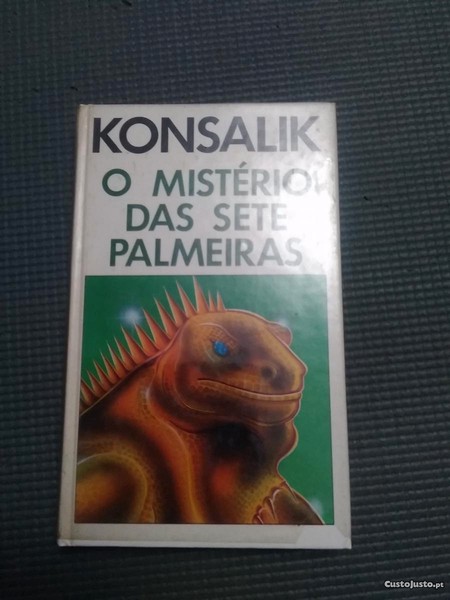 KONSALIK
O MISTÉRIO
DAS SETE
PALMEIRAS
CustoJusto.pt